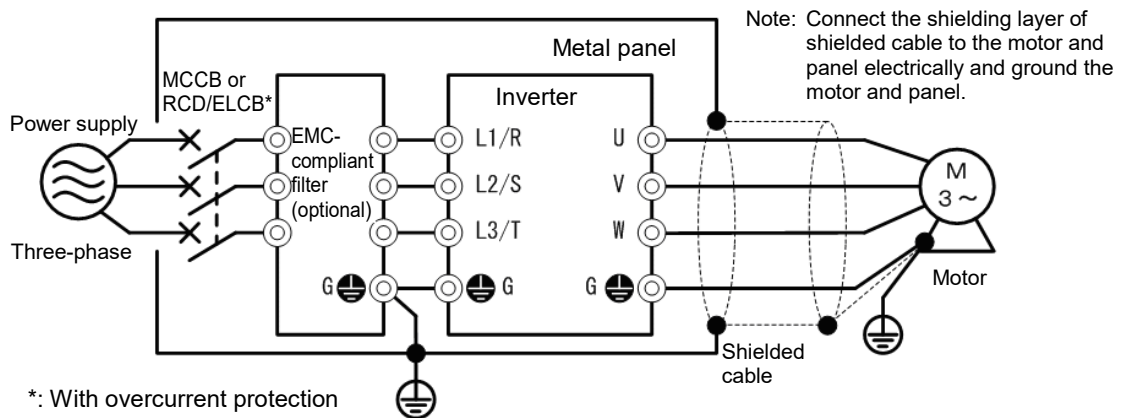 Note: Connect the shielding layer of
shielded cable to the motor and
panel electrically and ground the
motor and panel.
Metal panel
MCCB or
RCD/ELCB*
Inverter
Power supply
EMC-
compliant
filter
(optional)
L1/R
U
L2/S
V
L3/T
W
G
G
G
M
3~
Three-phase
Motor
Shielded
cable
*: With overcurrent protection